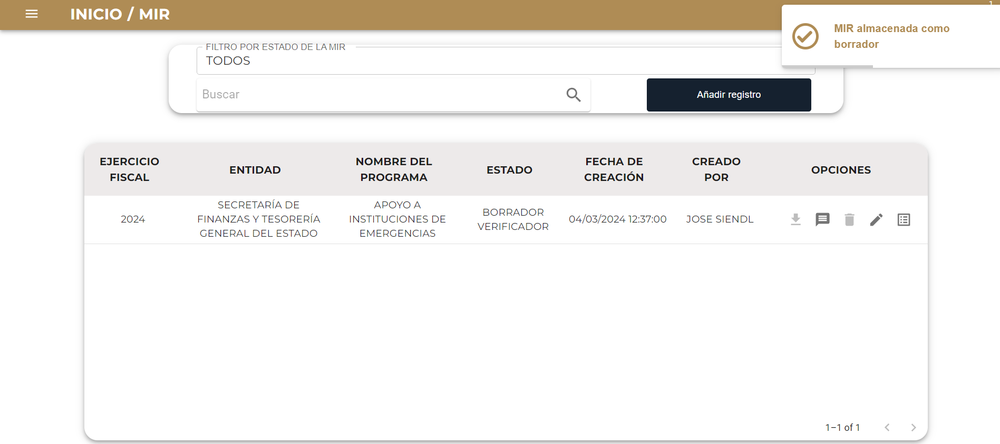 INICIO / MIR
1
MIR almacenada como
borrador
FILTRO POR ESTADO DE LA MIR
TODOS
Buscar
Añadir registro
EJERCICIO
FISCAL
ENTIDAD
NOMBRE DEL
PROGRAMA
ESTADO
FECHA DE
CREACIÓN
CREADO
POR
OPCIONES
2024
SECRETARÍA DE
FINANZAS Y TESORERÍA
GENERAL DEL ESTADO
APOYO A
INSTITUCIONES DE
EMERGENCIAS
BORRADOR
VERIFICADOR
04/03/2024 12:37:00
JOSE SIENDL
1–1 of 1